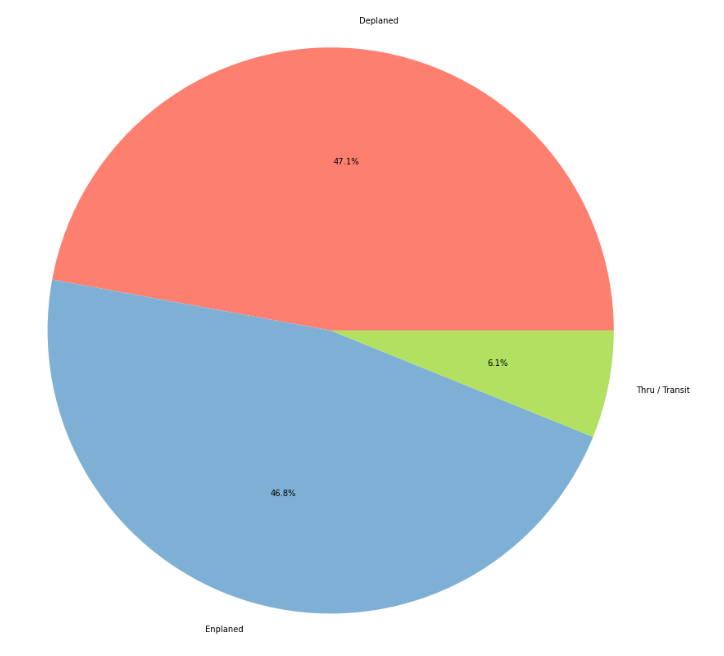 Deplaned
47.1%
6.1%
Thru / Transit
46.8%
Enplaned